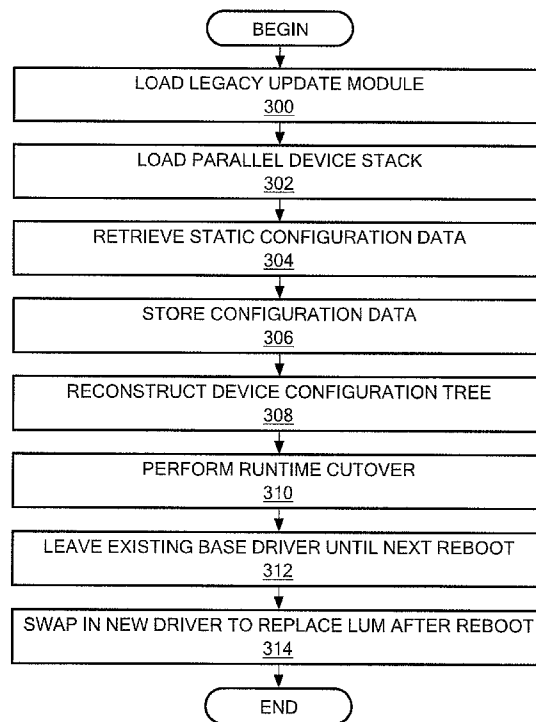 BEGIN
LOAD LEGACY UPDATE MODULE
300
LOAD PARALLEL DEVICE STACK
302
RETRIEVE STATIC CONFIGURATION DATA
304
STORE CONFIGURATION DATA
306
RECONSTRUCT DEVICE CONFIGURATION TREE
308
PERFORM RUNTIME CUTOVER
310
LEAVE EXISTING BASE DRIVER UNTIL NEXT REBOOT
312
SWAP IN NEW DRIVER TO REPLACE LUM AFTER REBOOT
314
END